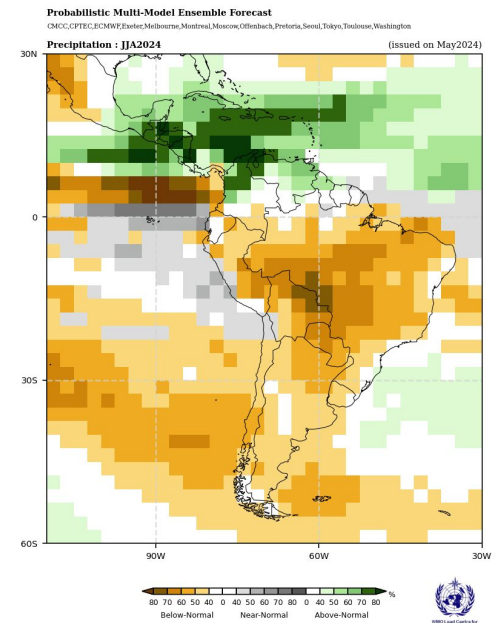 Probabilistic Multi-Model Ensemble Forecast
CMCC,CPTEC,ECMWF,Exeter,Melbourne,Montreal,Moscow,Offenbach,Pretoria,Seoul,Tokyo,Toulouse,Washington
Precipitation : JJA2024 (issued on May2024)
30N
0
30S
60S
90W 60W 30W
80 70 60 50 40 0 40 50 60 70 80 0 40 50 60 70 80 %
Below-Normal Near-Normal Above-Normal
WMO Lead Centre for